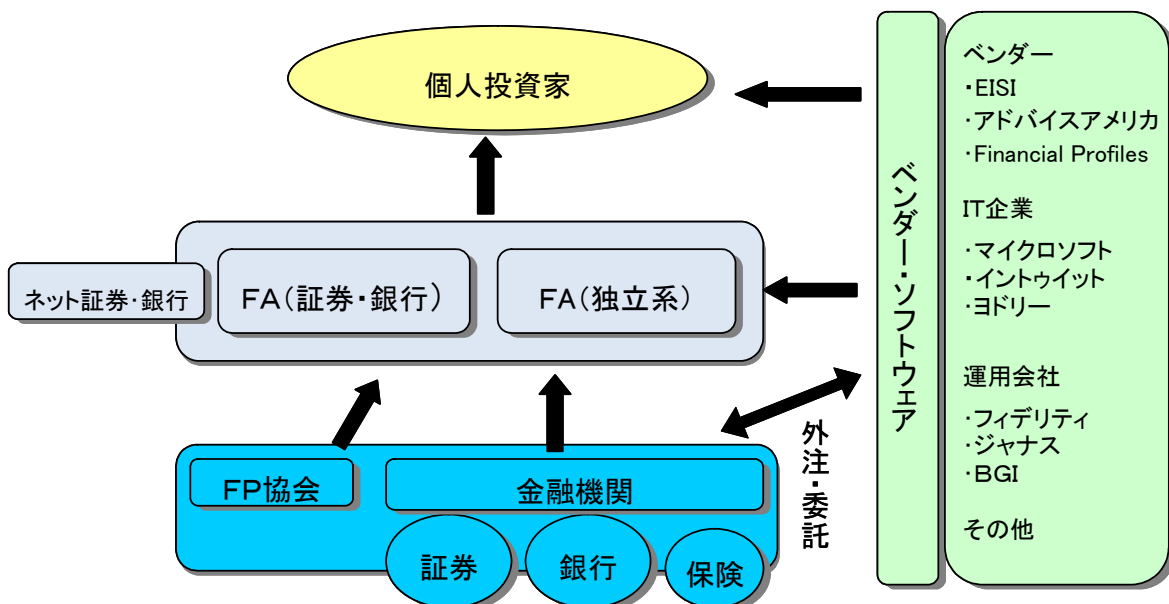 個人投資家
ネット証券・銀行
FA(証券・銀行)
FA(独立系)
FP協会
金融機関
証券
銀行
保険
外注・委託
ベンダー・ソフトウェア
ベンダー
・EISI
・アドバイスアメリカ
・Financial Profiles
IT企業
・マイクロソフト
・イントゥイット
・ヨドリー
運用会社
・フィデリティ
・ジャナス
・BGI
その他